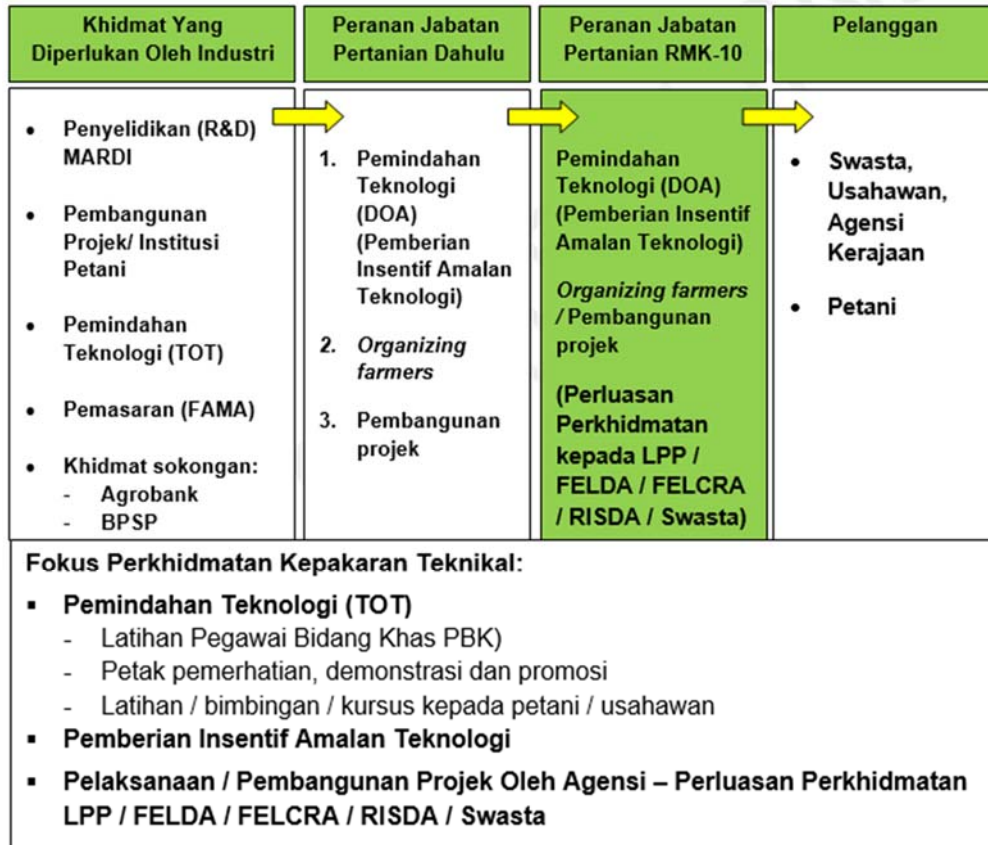 Khidmat Yang
Diperlukan Oleh Industri
Peranan Jabatan
Pertanian Dahulu
Peranan Jabatan
Pertanian RMK-10
Pelanggan
• Penyelidikan (R&D)
MARDI
• Pembangunan
Projek/ Institusi
Petani
• Pemindahan
Teknologi (TOT)
• Pemasaran (FAMA)
• Khidmat sokongan:
- Agrobank
- BPSP
1. Pemindahan
Teknologi
(DOA)
(Pemberian
Insentif Amalan
Teknologi)
2. Organizing
farmers
3. Pembangunan
projek
Pemindahan
Teknologi (DOA)
(Pemberian Insentif
Amalan Teknologi)
Organizing farmers
/ Pembangunan
projek
(Perluasan
Perkhidmatan
kepada LPP /
FELDA / FELCRA
/ RISDA / Swasta)
• Swasta,
Usahawan,
Agensi
Kerajaan
• Petani
Fokus Perkhidmatan Kepakaran Teknikal:
▪ Pemindahan Teknologi (TOT)
- Latihan Pegawai Bidang Khas PBK)
- Petak pemerhatian, demonstrasi dan promosi
- Latihan / bimbingan / kursus kepada petani / usahawan
▪ Pemberian Insentif Amalan Teknologi
▪ Pelaksanaan / Pembangunan Projek Oleh Agensi – Perluasan Perkhidmatan
LPP / FELDA / FELCRA / RISDA / Swasta